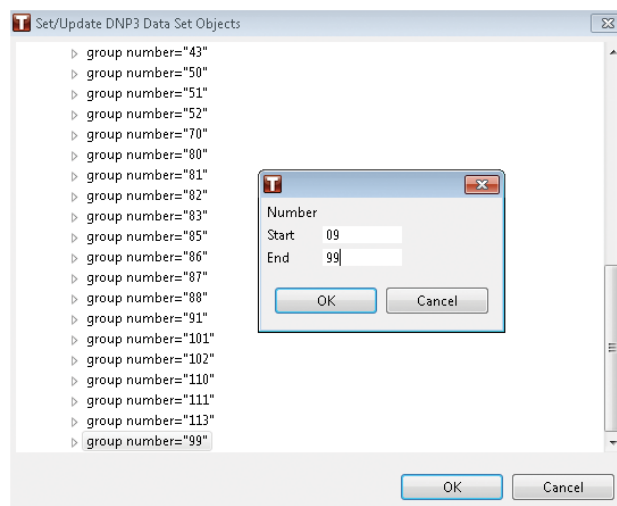 T Set/Update DNP3 Data Set Objects
group number="43"
group number="50"
group number="51"
group number="52"
group number="70"
group number="80"
group number="81"
group number="82"
group number="83"
group number="85"
group number="86"
group number="87"
group number="88"
group number="91"
group number="101"
group number="102"
group number="110"
group number="111"
group number="113"
group number="99"
T
Number
Start 09
End 99
OK Cancel
OK Cancel